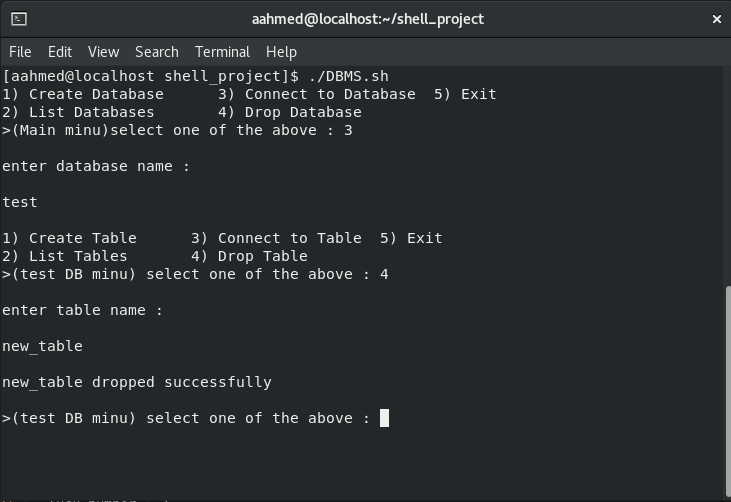 aahmed@localhost:~/shell_project
File Edit View Search Terminal Help
[aahmed@localhost shell_project]$ ./DBMS.sh
1) Create Database      3) Connect to Database  5) Exit
2) List Databases       4) Drop Database
>(Main minu)select one of the above : 3
enter database name :
test
1) Create Table      3) Connect to Table  5) Exit
2) List Tables       4) Drop Table
>(test DB minu) select one of the above : 4
enter table name :
new_table
new_table dropped successfully
>(test DB minu) select one of the above :